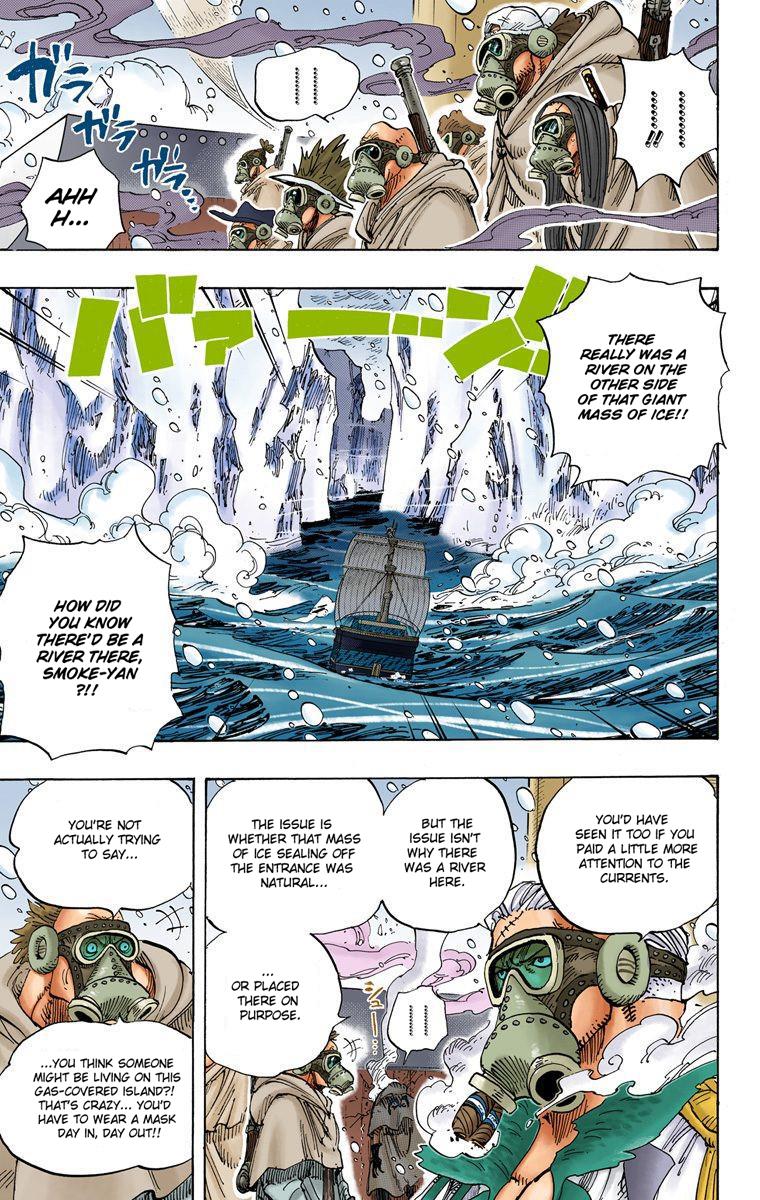 !!
......
ガラ
ガラ
ガラ...
AHH
H...
バァーーン!!
THERE
REALLY WAS A
RIVER ON THE
OTHER SIDE
OF THAT GIANT
MASS OF ICE!!
HOW DID
YOU KNOW
THERE'D BE A
RIVER THERE,
SMOKE-YAN
?!!
YOU'D HAVE
SEEN IT TOO IF YOU
PAID A LITTLE MORE
ATTENTION TO THE
CURRENTS.
BUT THE
ISSUE ISN'T
WHY THERE
WAS A RIVER
HERE.
THE ISSUE IS
WHETHER THAT MASS
OF ICE SEALING OFF
THE ENTRANCE WAS
NATURAL...
...
OR PLACED
THERE ON
PURPOSE.
シュー...
......
YOU'RE NOT
ACTUALLY TRYING
TO SAY...
...YOU THINK SOMEONE
MIGHT BE LIVING ON THIS
GAS-COVERED ISLAND?!
THAT'S CRAZY... YOU'D
HAVE TO WEAR A MASK
DAY IN, DAY OUT!!